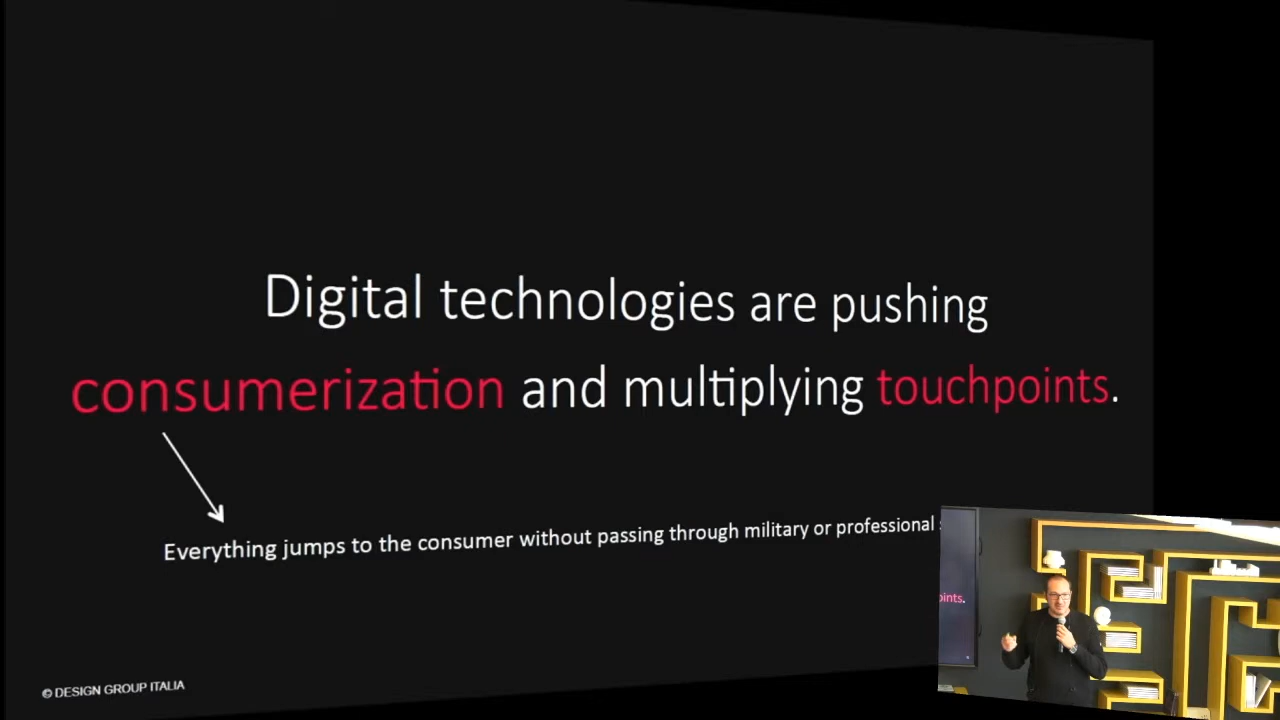 Digital technologies are pushing
consumerization and multiplying touchpoints.
Everything jumps to the consumer without passing through military or professional
© DESIGN GROUP ITALIA
oints.